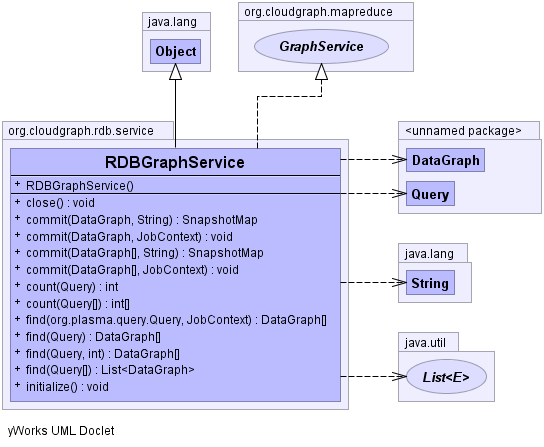 org.cloudgraph.mapreduce
java.lang
GraphService
Object
org.cloudgraph.rdb.service
<unnamed package>
RDBGraphService
DataGraph
+ RDBGraphService()
Query
+ close() : void
+ commit(DataGraph, String) : SnapshotMap
+ commit(DataGraph, JobContext) : void
+ commit(DataGraph[], String) : SnapshotMap
+ commit(DataGraph[], JobContext) : void
java.lang
+ count(Query) : int
String
+ count(Query[]) : int[]
+ find(org.plasma.query.Query, JobContext) : DataGraph[]
+ find(Query) : DataGraph[]
java.util
+ find(Query, int) : DataGraph[]
+ find(Query[]) : List<DataGraph>
List<E>
+ initialize() : void
yWorks UML Doclet